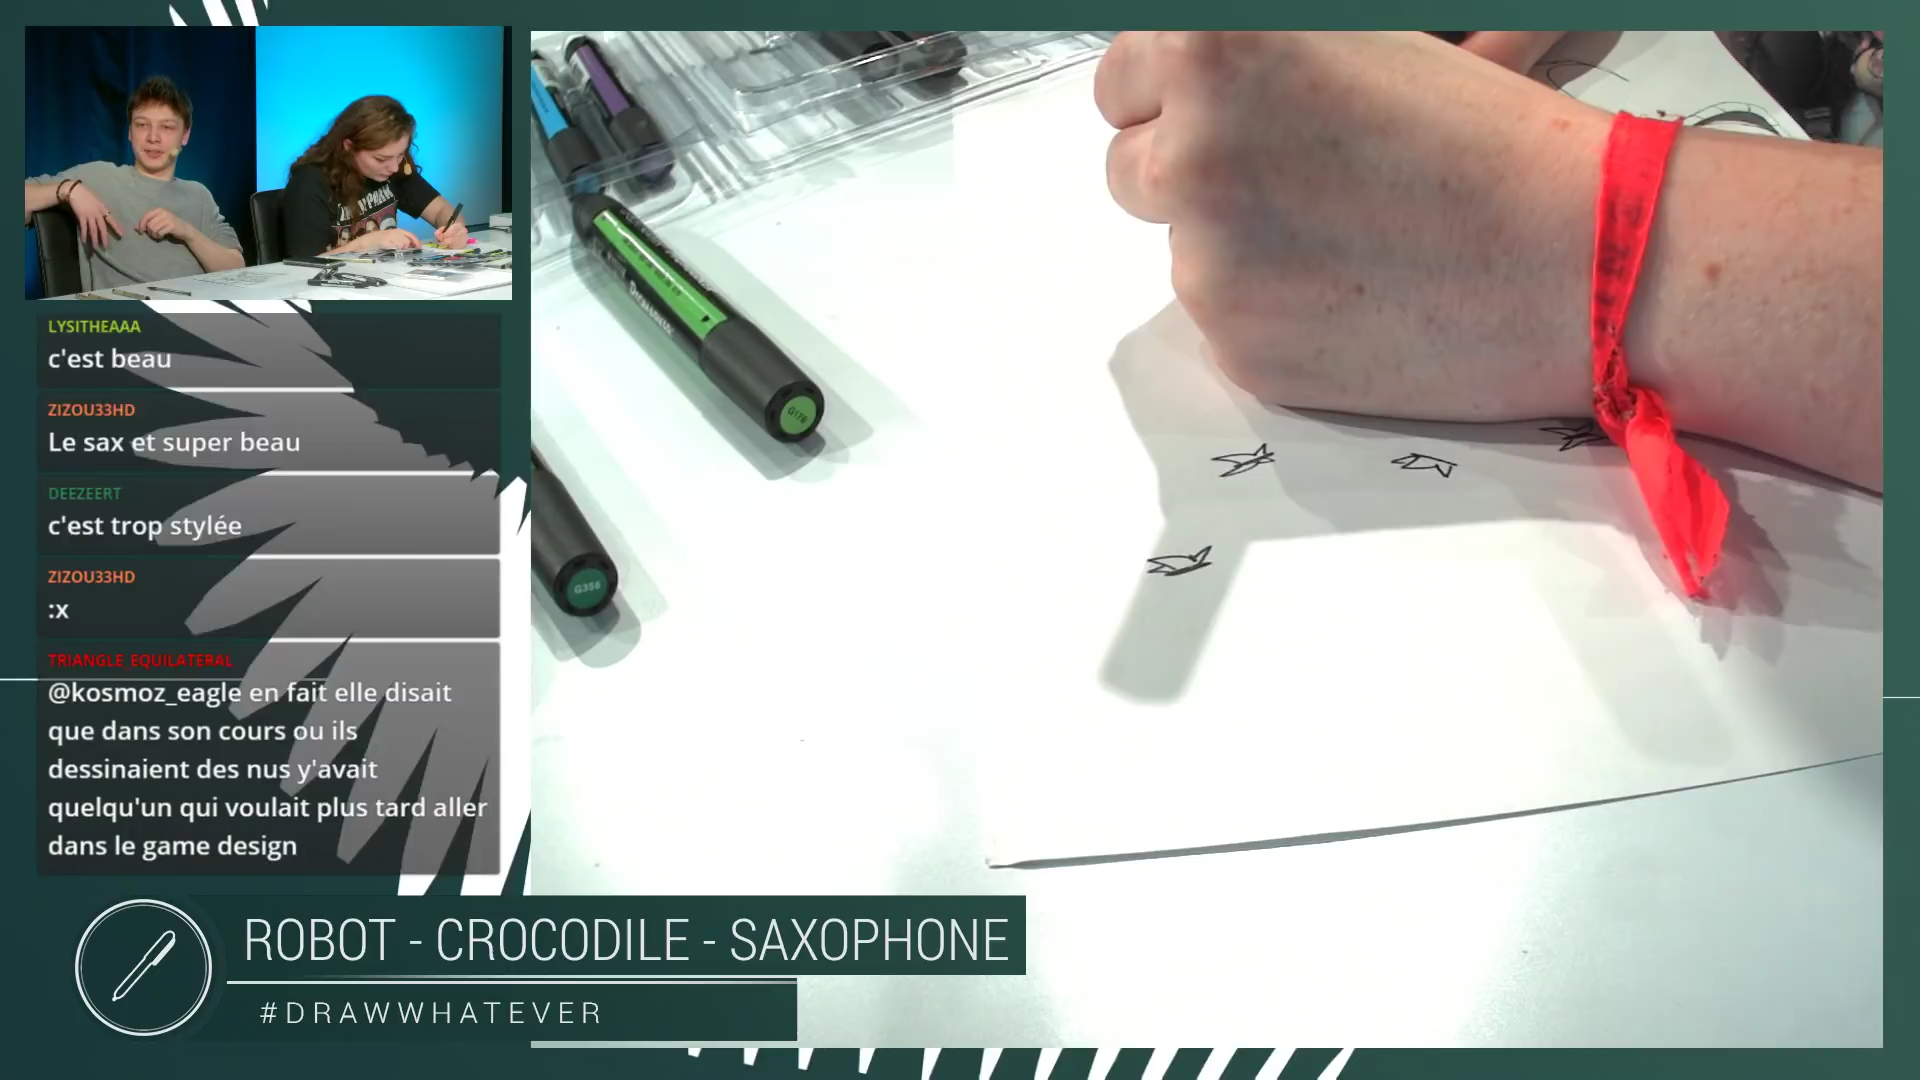 LYSITHEAAA
c'est beau
ZIZOU33HD
Le sax et super beau
DEEZEERT
c'est trop stylée
ZIZOU33HD
:x
TRIANGLE_EQUILATERAL
@kosmoz_eagle en fait elle disait
que dans son cours ou ils
dessinaient des nus y'avait
quelqu'un qui voulait plus tard aller
dans le game design
ROBOT - CROCODILE - SAXOPHONE
#DRAWWHATEVER
G178
G356